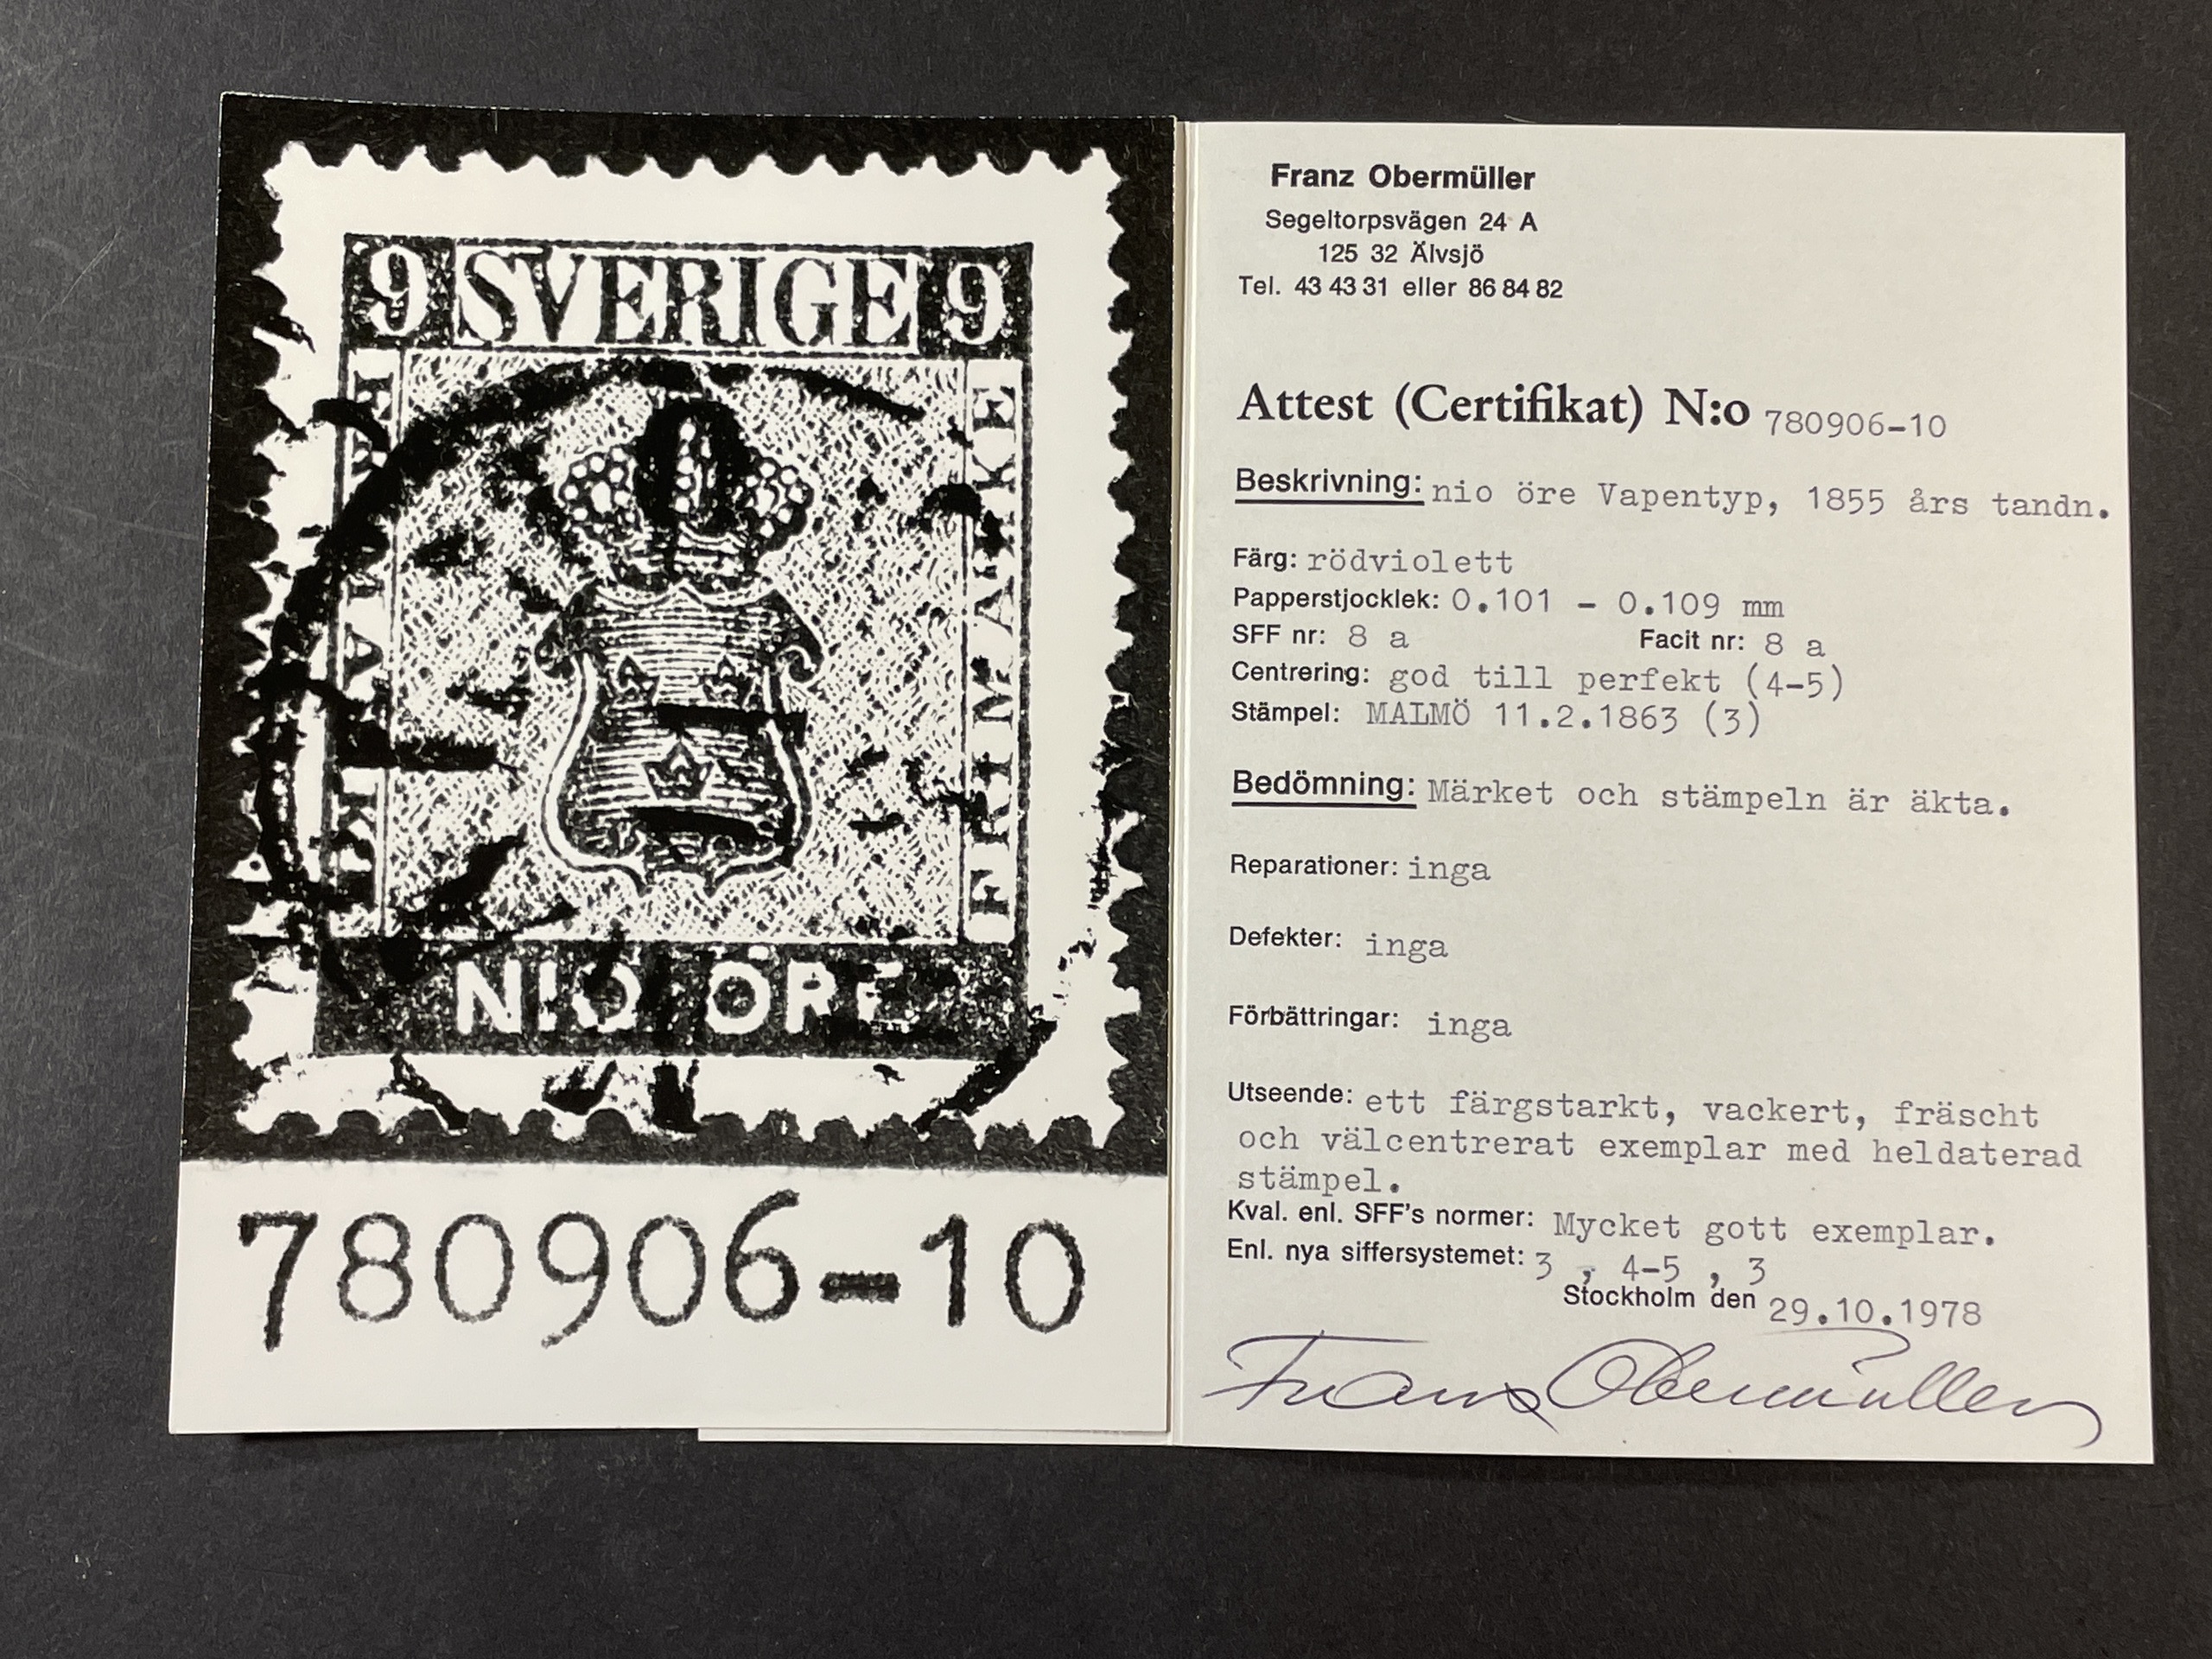 9 SVERIGE 9
FRIMÄRKE
NIO ÖRE
780906-10
Franz Obermüller
Segeltorpsvägen 24 A
125 32 Älvsjö
Tel. 43 43 31 eller 86 84 82
Attest (Certifikat) N:o 780906-10
Beskrivning: nio öre Vapentyp, 1855 års tandn.
Färg: rödviolett
Papperstjocklek: 0.101 - 0.109 mm
SFF nr: 8 a Facit nr: 8 a
Centrering: god till perfekt (4-5)
Stämpel: MALMÖ 11.2.1863 (3)
Bedömning: Märket och stämpeln är äkta.
Reparationer: inga
Defekter: inga
Förbättringar: inga
Utseende: ett färgstarkt, vackert, fräscht
och välcentrerat exemplar med heldaterad
stämpel.
Kval. enl. SFF's normer: Mycket gott exemplar.
Enl. nya siffersystemet: 3 , 4-5 , 3
Stockholm den 29.10.1978
Franz Obermüller